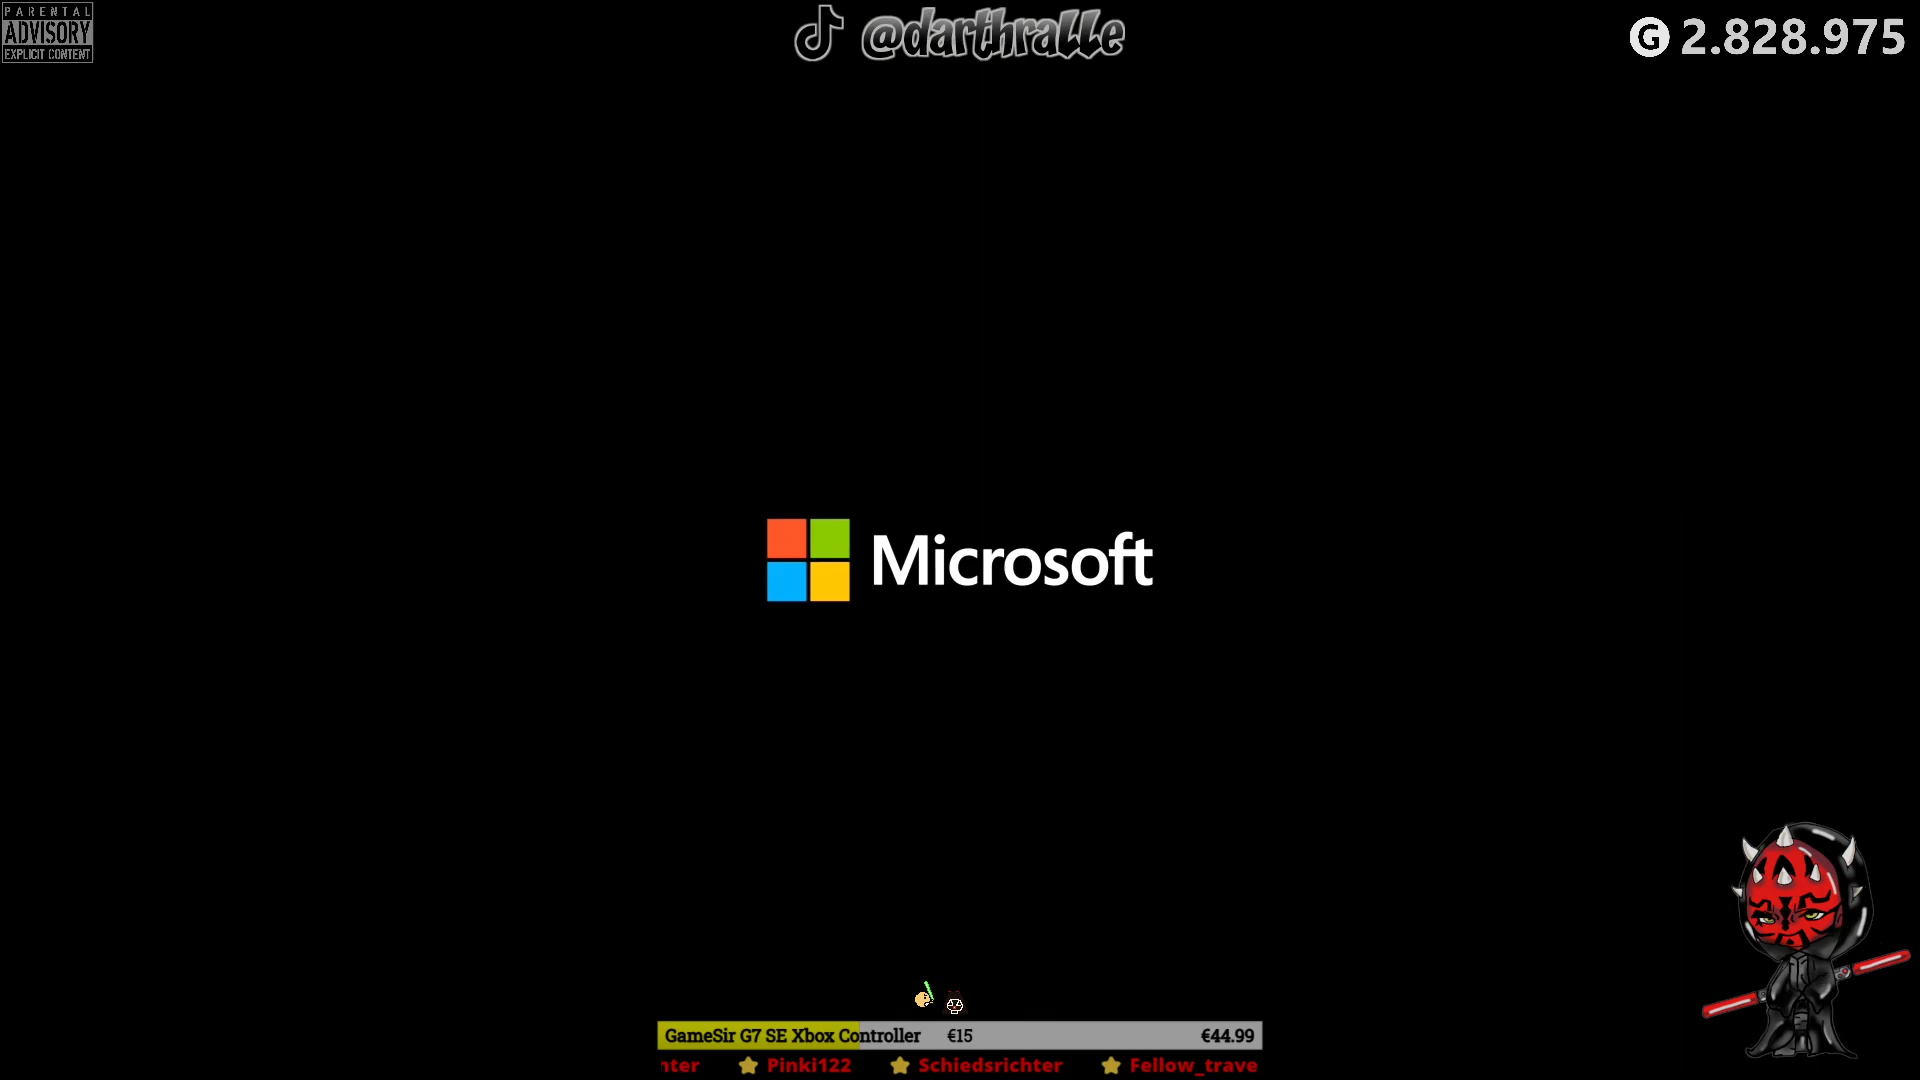 PARENTAL
ADVISORY
EXPLICIT CONTENT
@darthralle
G 2.828.975
Microsoft
GameSir G7 SE Xbox Controller €15 €44.99
nter Pinki122 Schiedsrichter Fellow_trave